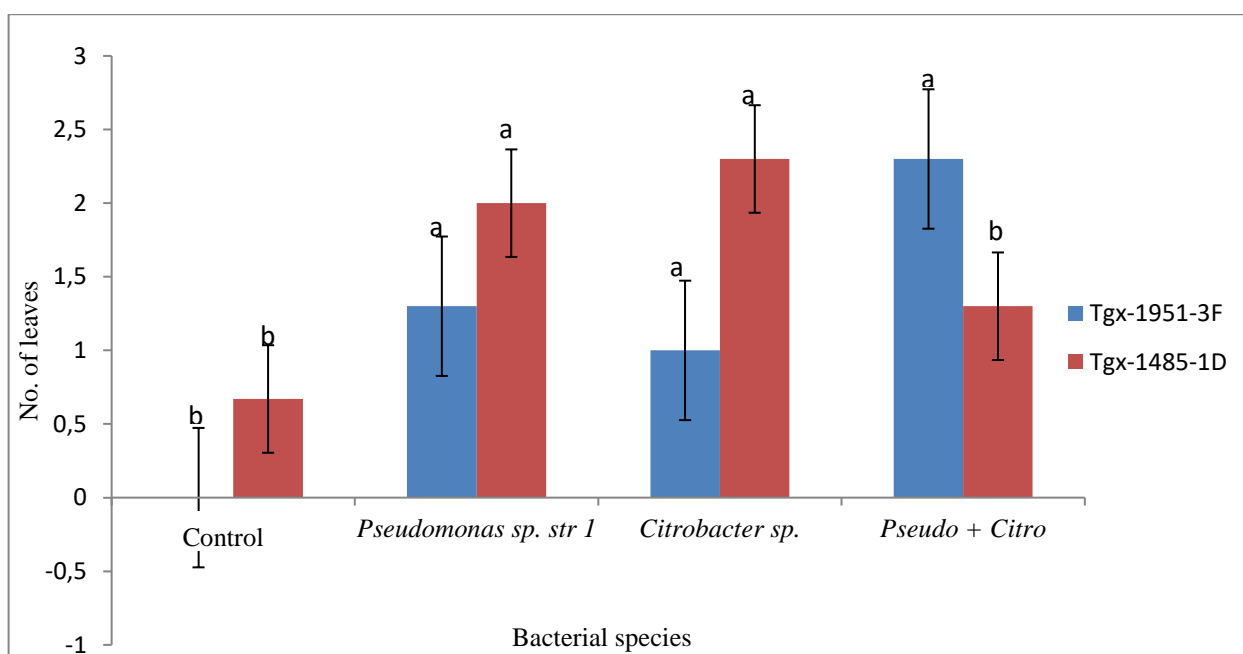 No. of leaves
3
2,5
2
1,5
1
0,5
0
-0,5
-1
b
b
a
a
a
a
a
b
Control
Pseudomonas sp. str 1
Citrobacter sp.
Pseudo + Citro
Bacterial species
Tgx-1951-3F
Tgx-1485-1D